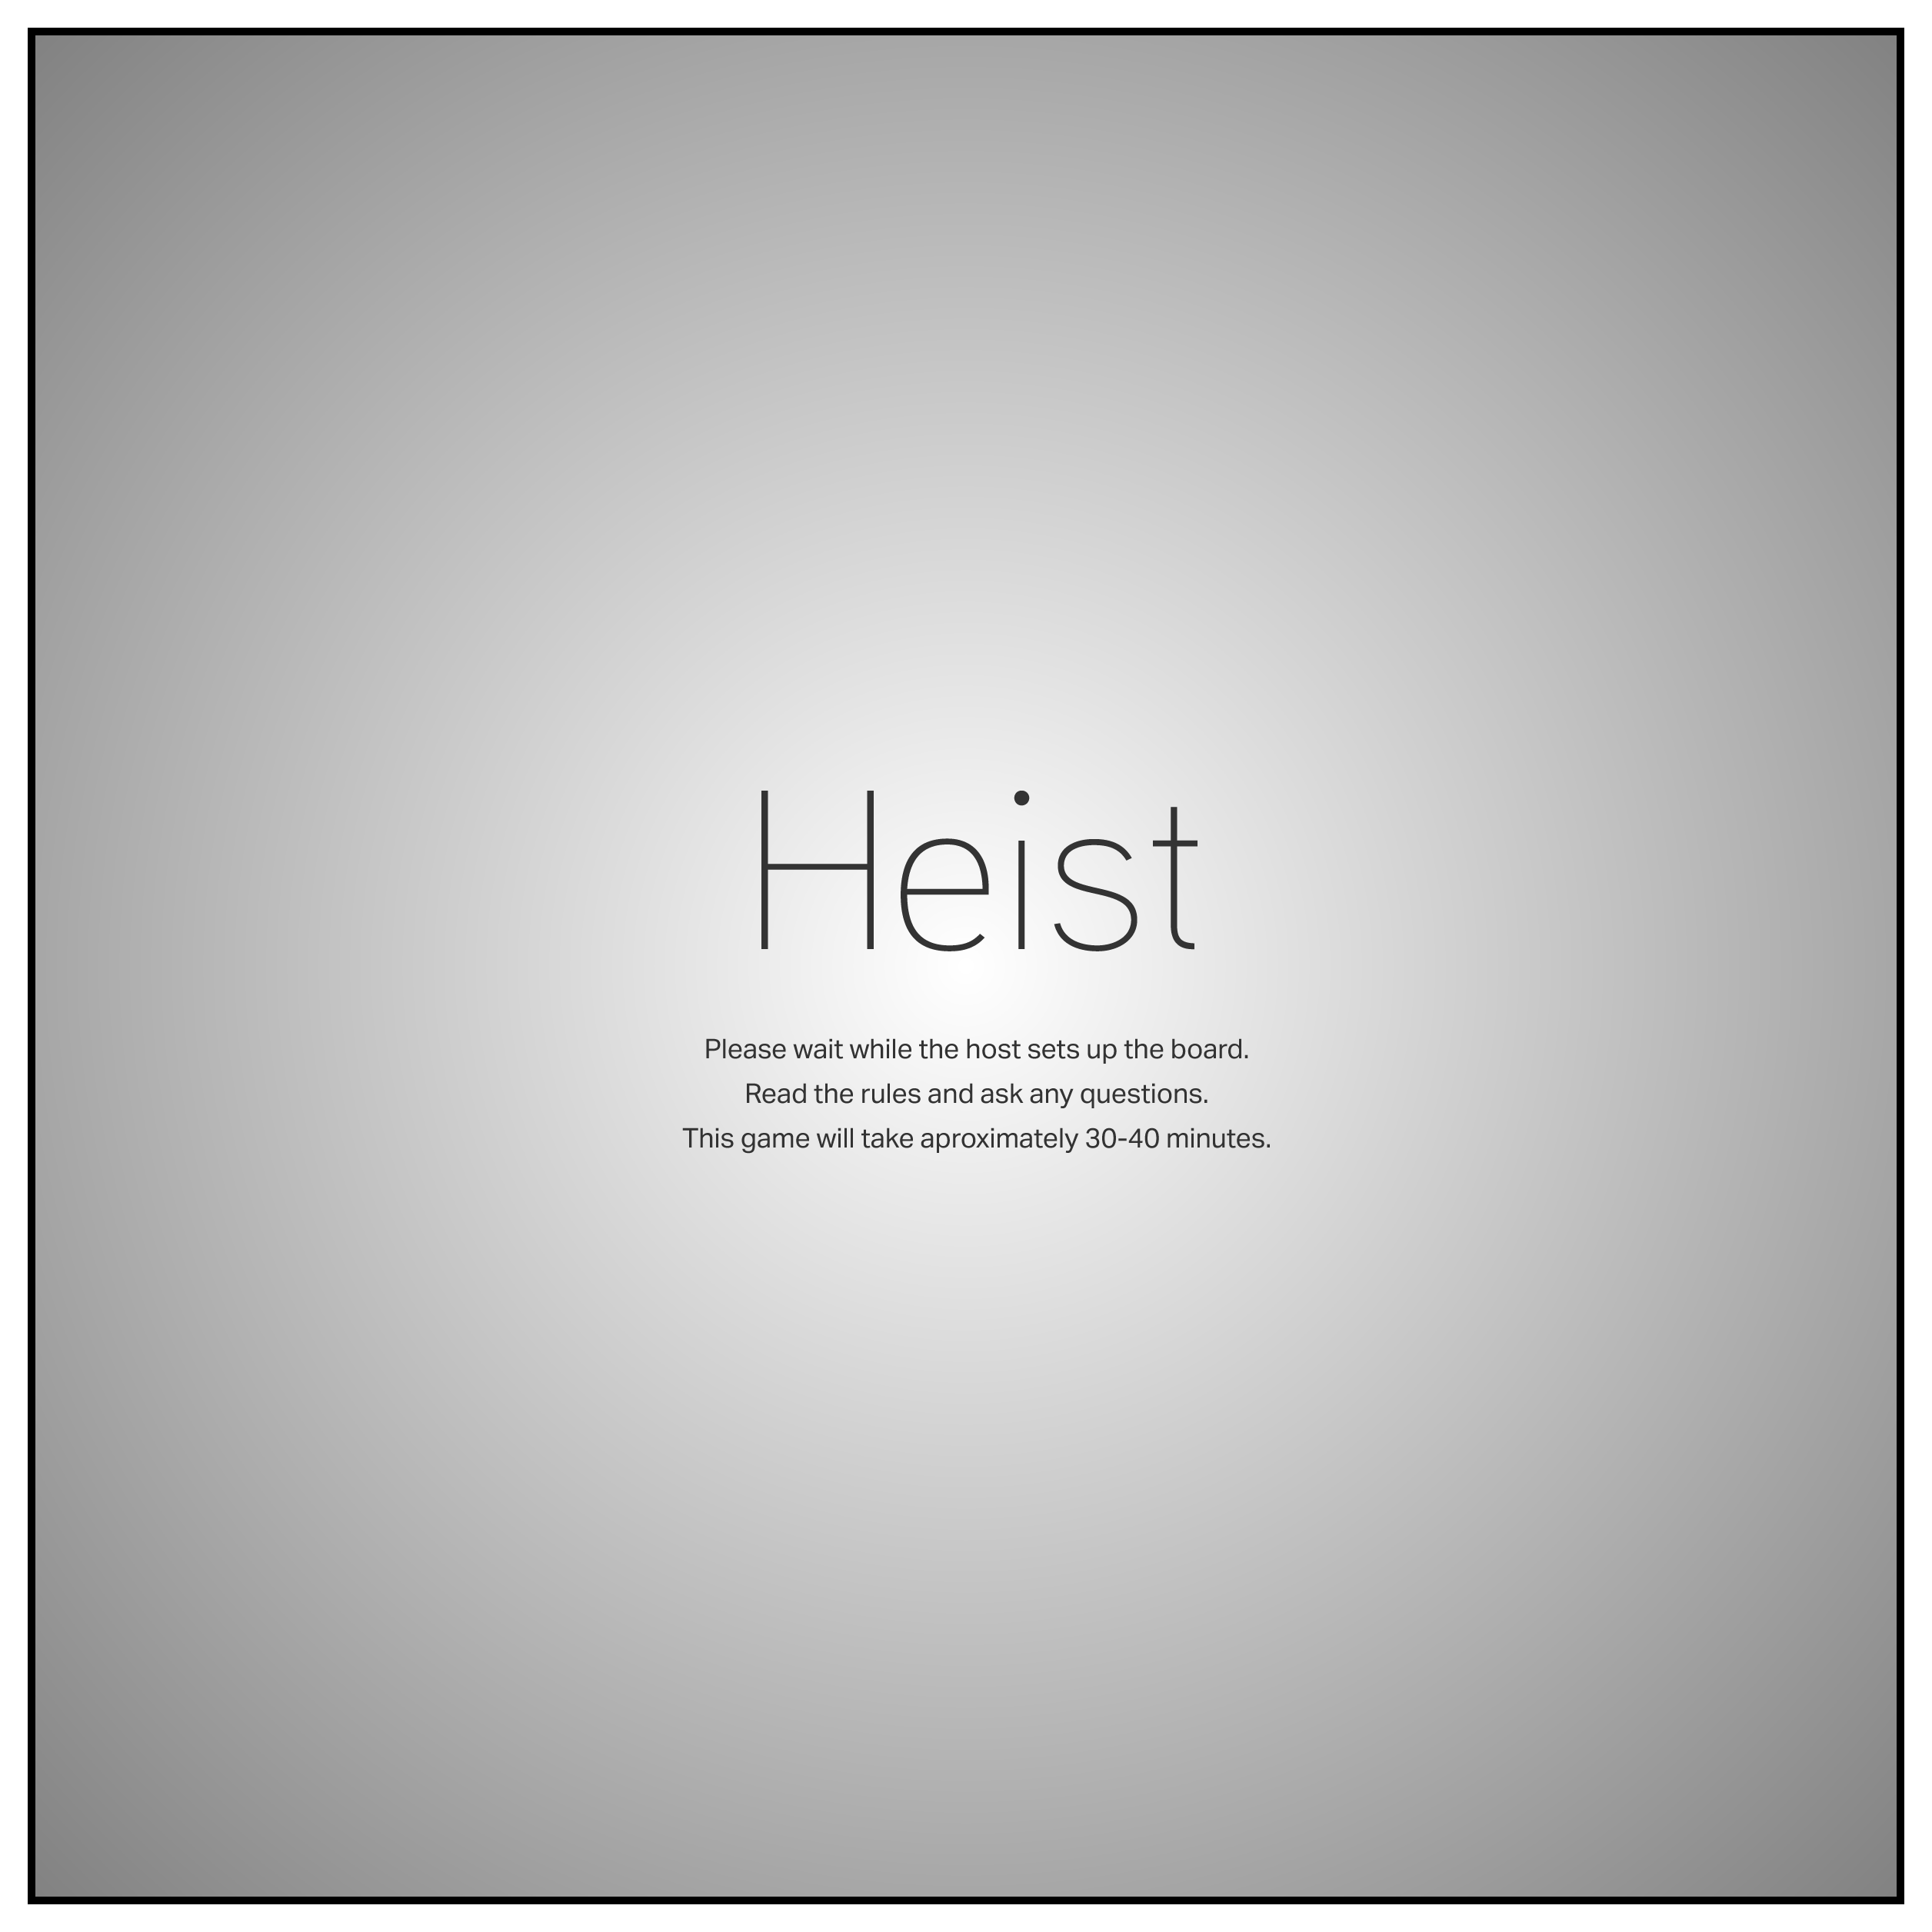 Heist
Please wait while the host sets up the board.
Read the rules and ask any questions.
This game will take aproximately 30-40 minutes.